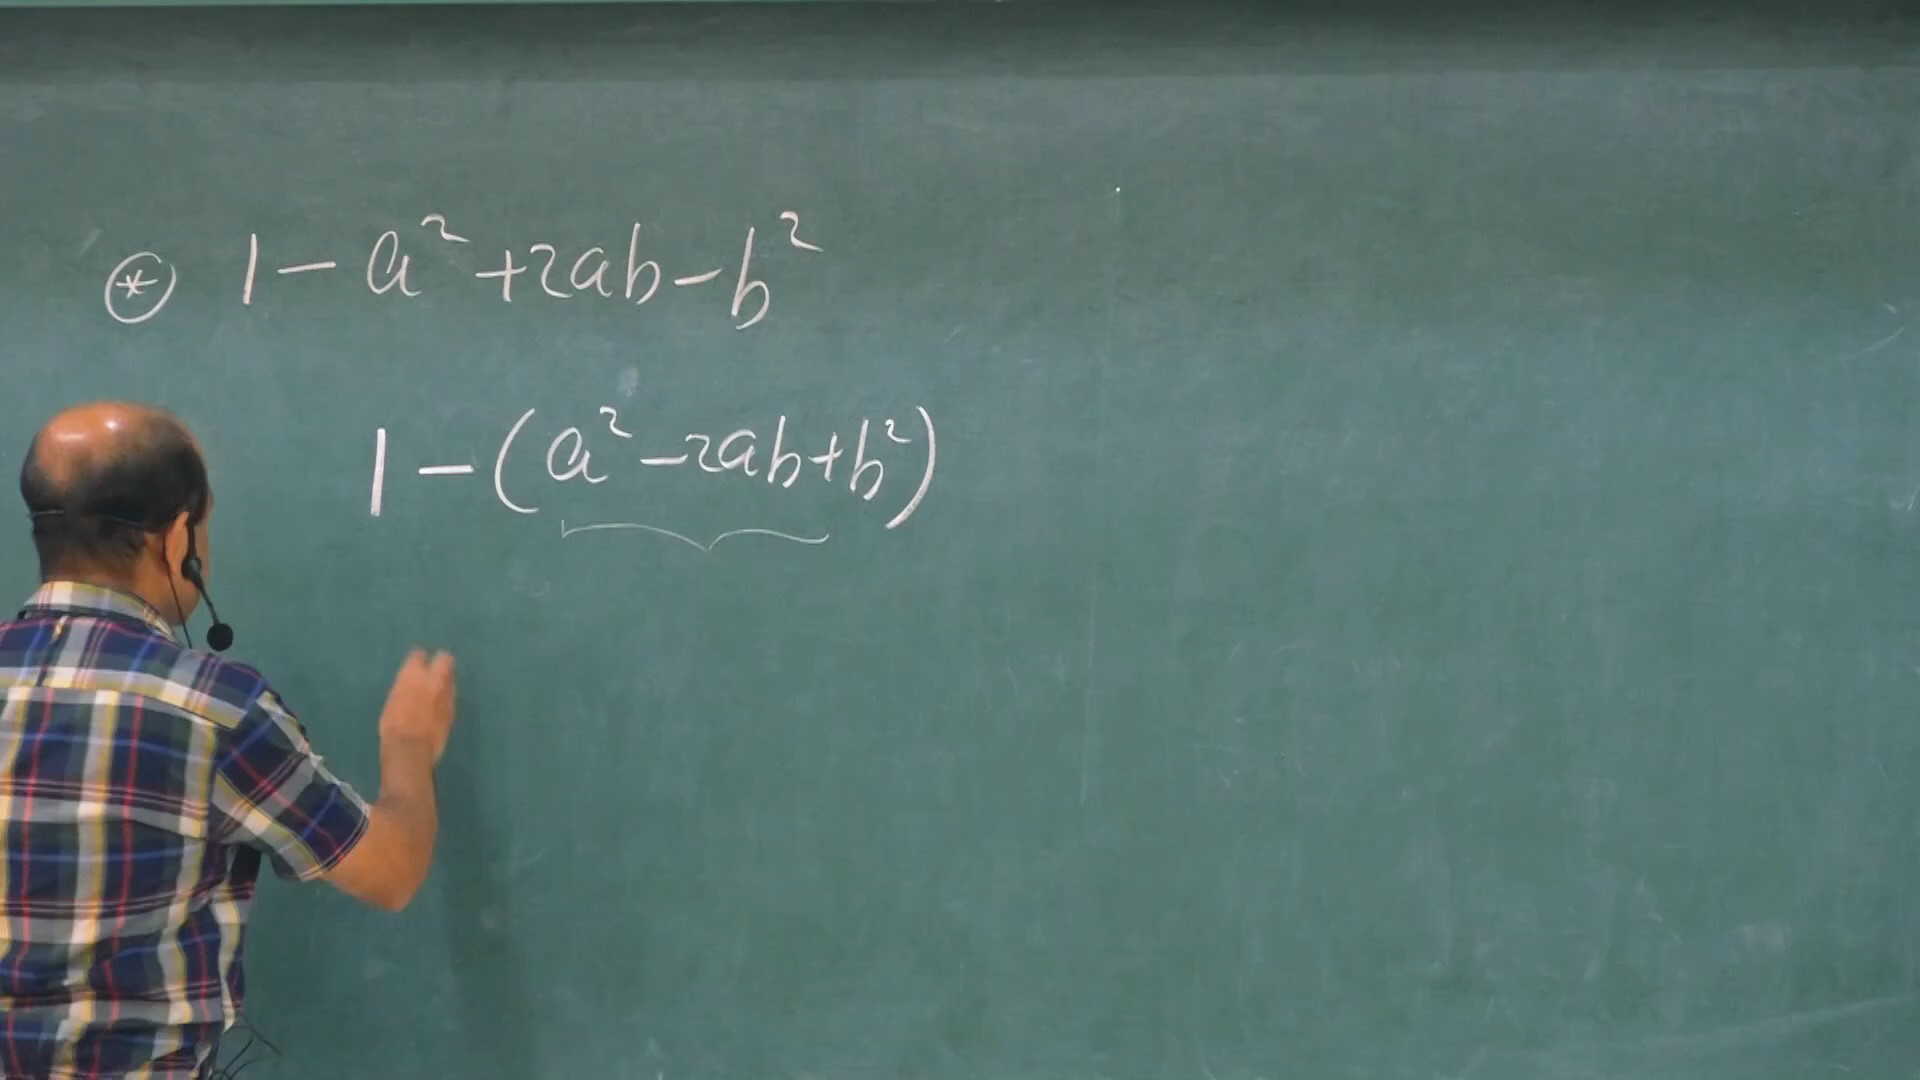 ⊛ 1 - a² + 2ab - b²
1 - (a² - 2ab + b²)